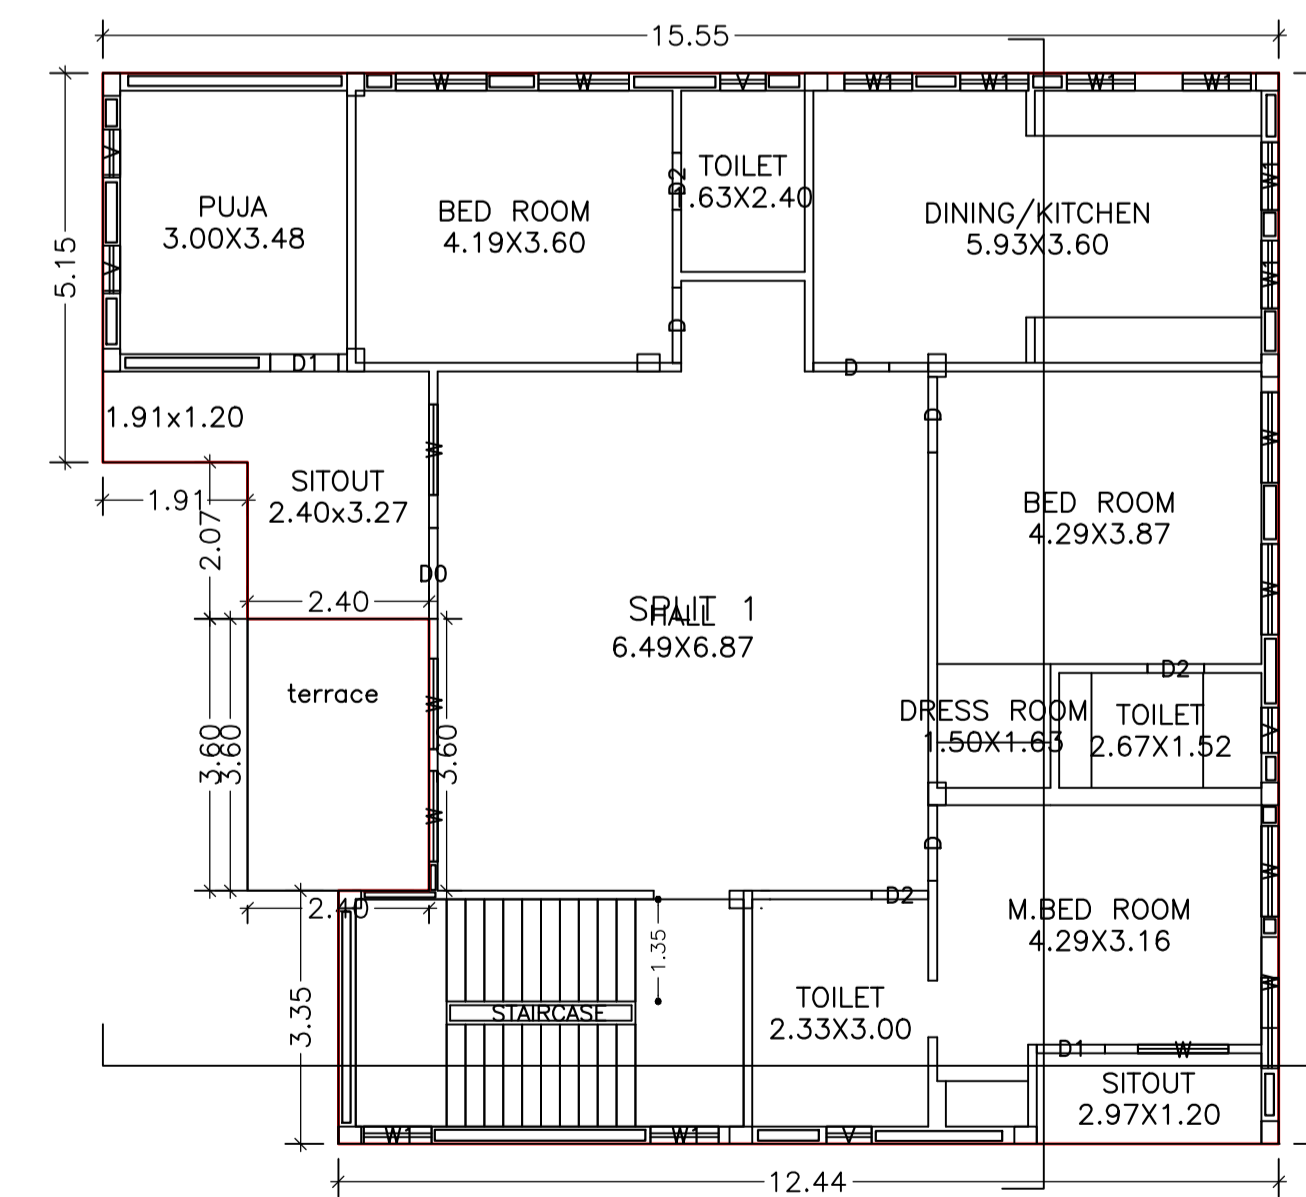 15.55
W
W
V
W1
W1
W1
W1
V
V
PUJA
3.00X3.48
BED ROOM
4.19X3.60
D2
TOILET
.63X2.40
DINING/KITCHEN
5.93X3.60
W1
W1
5.15
D1
D
D
D
1.91x1.20
W
W
SITOUT
2.40x3.27
1.91
2.07
BED ROOM
4.29X3.87
D0
W
2.40
SPLIT 1
HALL
6.49X6.87
terrace
W
W
3.60
3.60
3.60
D2
DRESS ROOM
1.50X1.63
TOILET
2.67X1.52
V
D
W
D2
2.40
M.BED ROOM
4.29X3.16
1.35
W
3.35
STAIRCASE
TOILET
2.33X3.00
D1
W
SITOUT
2.97X1.20
W1
W1
V
12.44